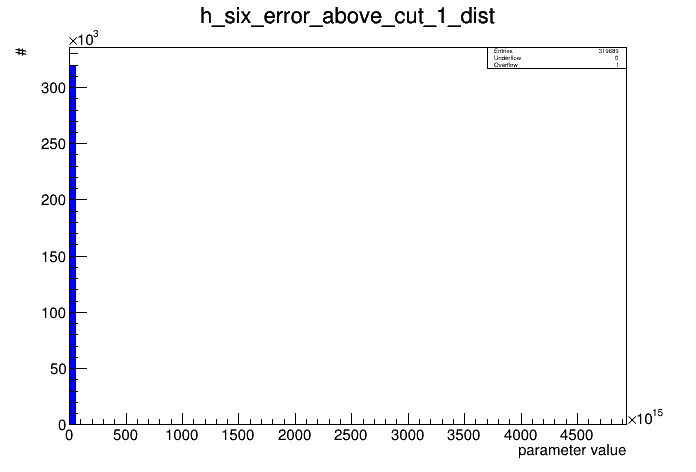 h_six_error_above_cut_1_dist
×10³
#
Entries 319689
Underflow 0
Overflow 1
300
250
200
150
100
50
0
0 500 1000 1500 2000 2500 3000 3500 4000 4500
×10¹⁵
parameter value